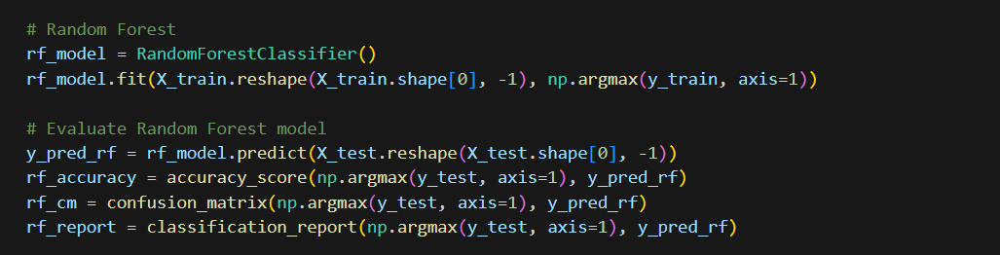 # Random Forest
rf_model = RandomForestClassifier()
rf_model.fit(X_train.reshape(X_train.shape[0], -1), np.argmax(y_train, axis=1))
# Evaluate Random Forest model
y_pred_rf = rf_model.predict(X_test.reshape(X_test.shape[0], -1))
rf_accuracy = accuracy_score(np.argmax(y_test, axis=1), y_pred_rf)
rf_cm = confusion_matrix(np.argmax(y_test, axis=1), y_pred_rf)
rf_report = classification_report(np.argmax(y_test, axis=1), y_pred_rf)